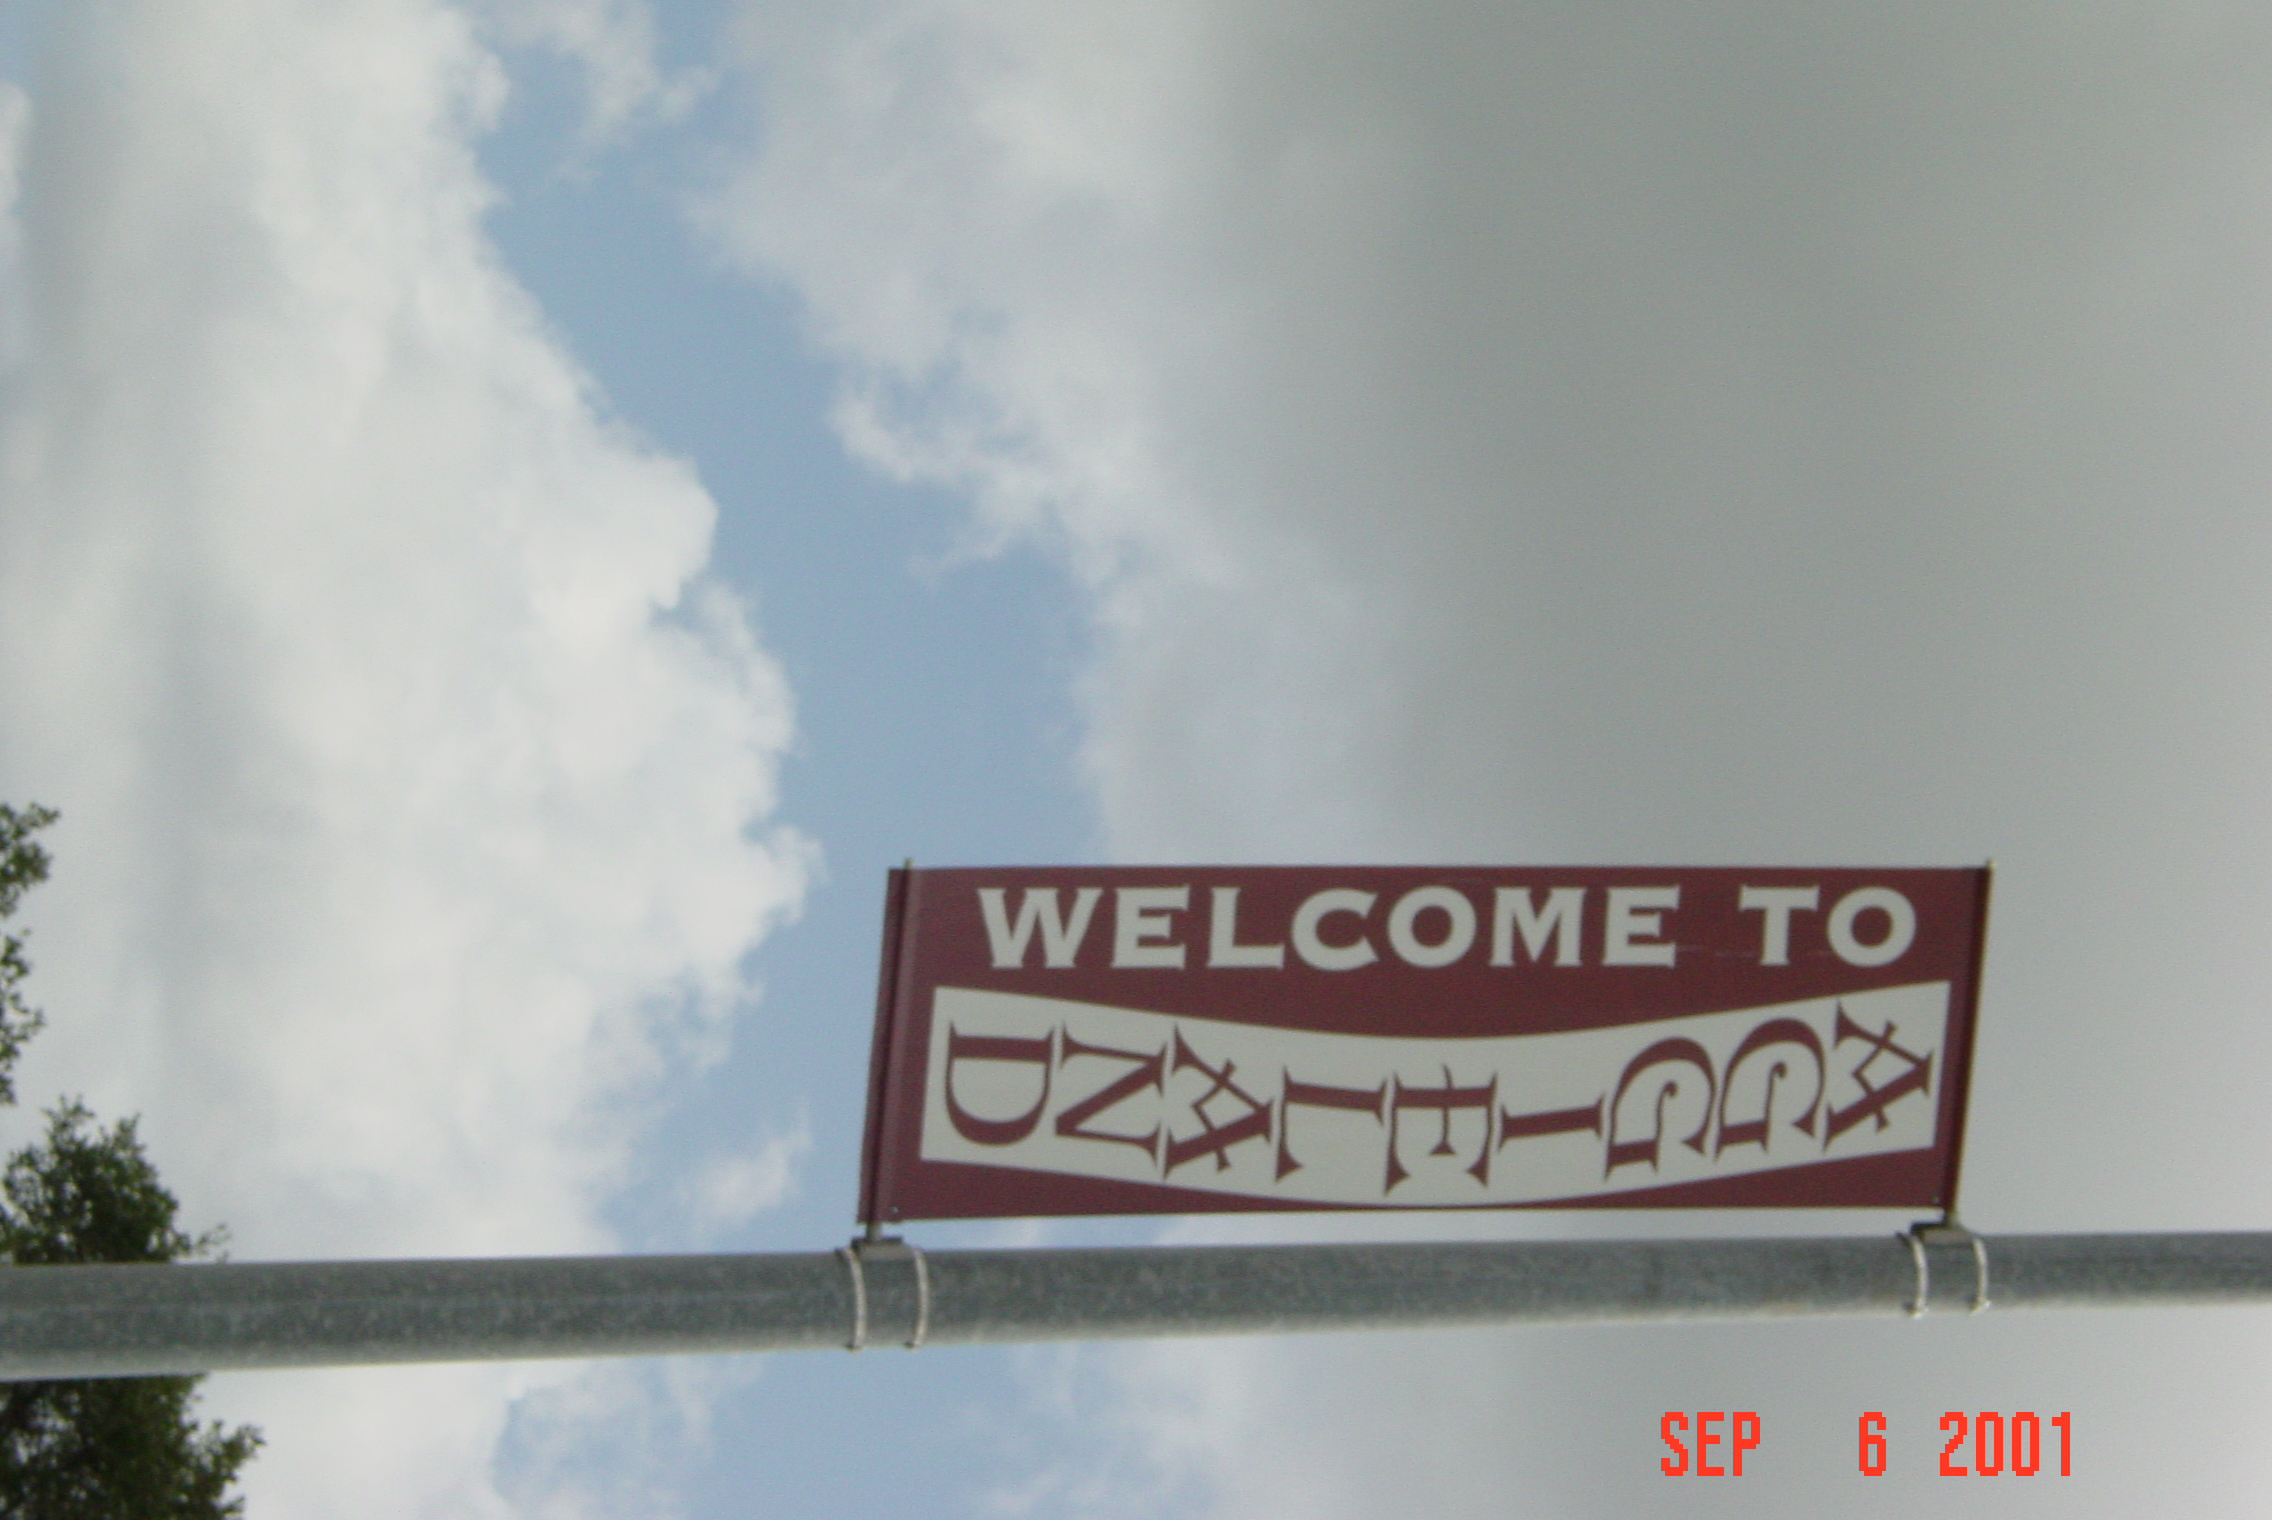 WELCOME TO
AGGIELAND
SEP 6 2001